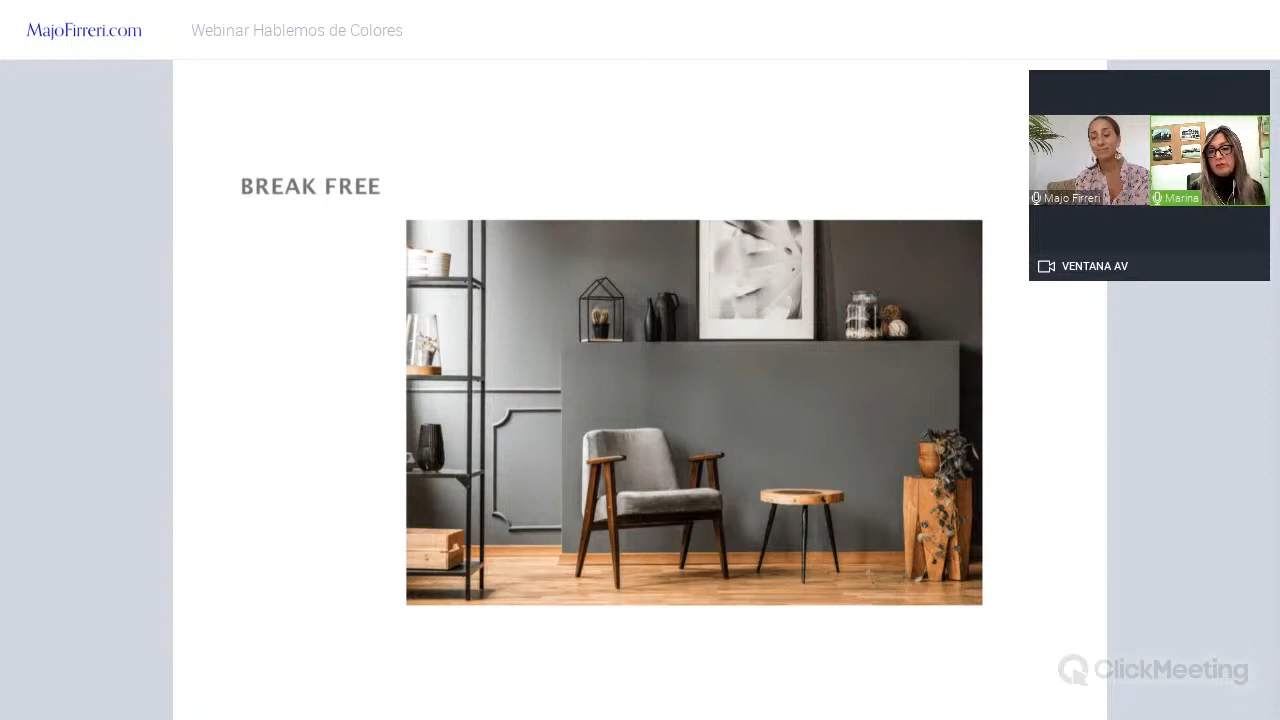 MajoFirreri.com
Webinar Hablemos de Colores
BREAK FREE
Majo Firreri
Marina
VENTANA AV
ClickMeeting